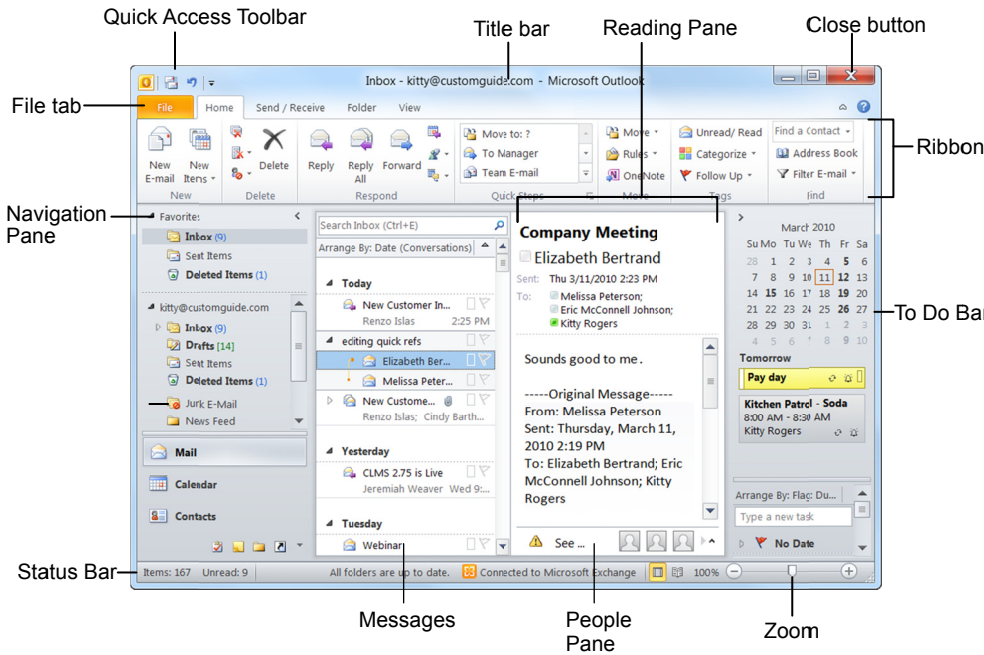 Quick Access Toolbar
Title bar
Reading Pane
Close button
Inbox - kitty@customguide.com - Microsoft Outlook
File tab
File Home Send / Receive Folder View
Ribbon
New E-mail
New Items
Delete
Reply
Reply All
Forward
Move to: ?
To Manager
Team E-mail
Move
Rules
OneNote
Unread/ Read
Categorize
Follow Up
Find a Contact
Address Book
Filter E-mail
New Delete Respond Quick Steps Move Tags Find
Navigation
Pane
Favorites
Inbox (9)
Sent Items
Deleted Items (1)
kitty@customguide.com
Inbox (9)
Drafts [14]
Sent Items
Deleted Items (1)
Junk E-Mail
News Feed
Mail
Calendar
Contacts
Search Inbox (Ctrl+E)
Arrange By: Date (Conversations)
Today
New Customer In...
Renzo Islas 2:25 PM
editing quick refs
Elizabeth Ber...
Melissa Peter...
New Custome...
Renzo Islas; Cindy Barth...
Yesterday
CLMS 2.75 is Live
Jeremiah Weaver Wed 9:...
Tuesday
Webinar
Company Meeting
Elizabeth Bertrand
Sent: Thu 3/11/2010 2:23 PM
To: Melissa Peterson;
Eric McConnell Johnson;
Kitty Rogers
Sounds good to me.
-----Original Message-----
From: Melissa Peterson
Sent: Thursday, March 11,
2010 2:19 PM
To: Elizabeth Bertrand; Eric
McConnell Johnson; Kitty
Rogers
See ...
March 2010
Su Mo Tu We Th Fr Sa
28 1 2 3 4 5 6
7 8 9 10 11 12 13
14 15 16 17 18 19 20
21 22 23 24 25 26 27
28 29 30 31 1 2 3
4 5 6 7 8 9 10
To Do Bar
Tomorrow
Pay day
Kitchen Patrol - Soda
8:00 AM - 8:30 AM
Kitty Rogers
Arrange By: Flag: Du...
Type a new task
No Date
Status Bar
Items: 167 Unread: 9
All folders are up to date.
Connected to Microsoft Exchange
100%
Messages
People
Pane
Zoom